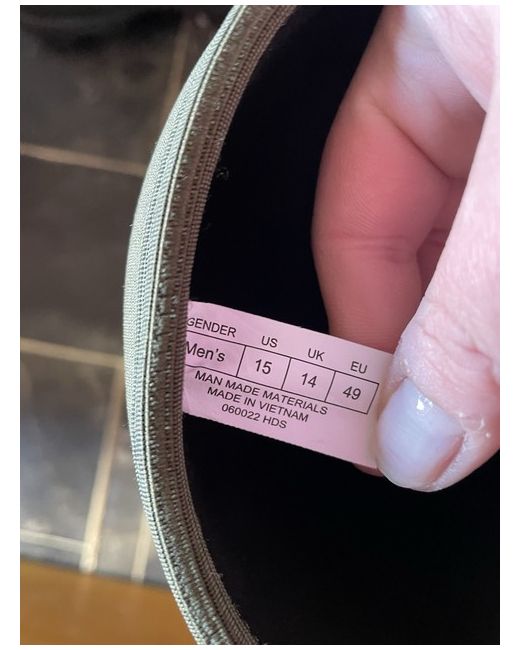 GENDER US UK EU
Men's 15 14 49
MAN MADE MATERIALS
MADE IN VIETNAM
060022 HDS